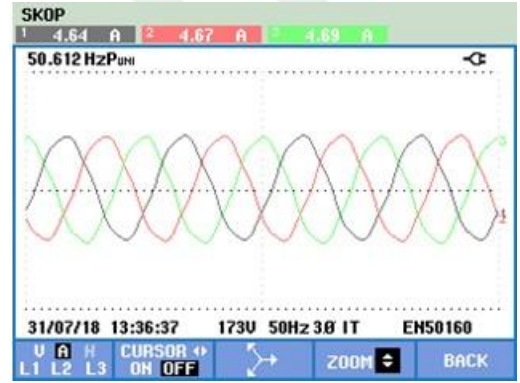 SKOP
1 4.64 A 2 4.67 A 3 4.69 A
50.612 HzPUNI
31/07/18 13:36:37 173V 50Hz 3Ø IT EN50160
V A H CURSOR ZOOM BACK
L1 L2 L3 ON OFF